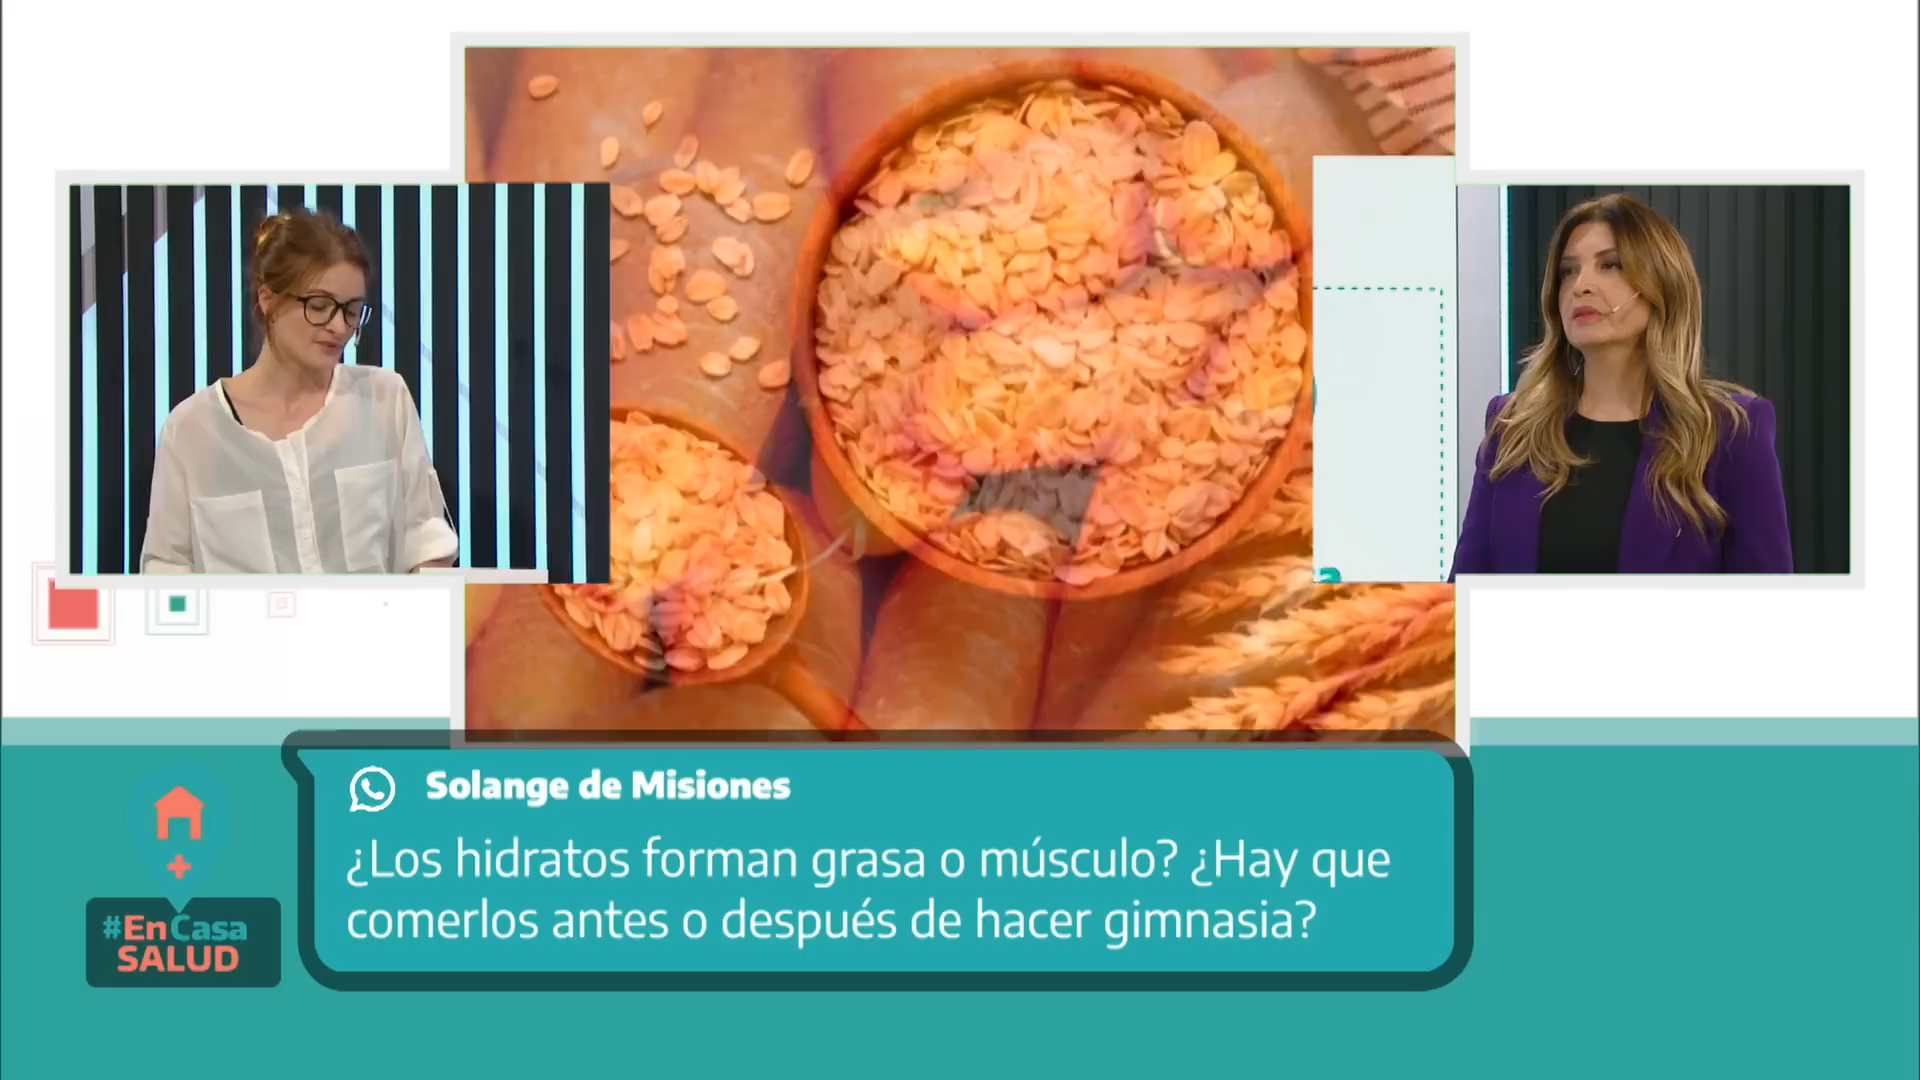 Solange de Misiones
¿Los hidratos forman grasa o músculo? ¿Hay que
comerlos antes o después de hacer gimnasia?
#EnCasa
SALUD